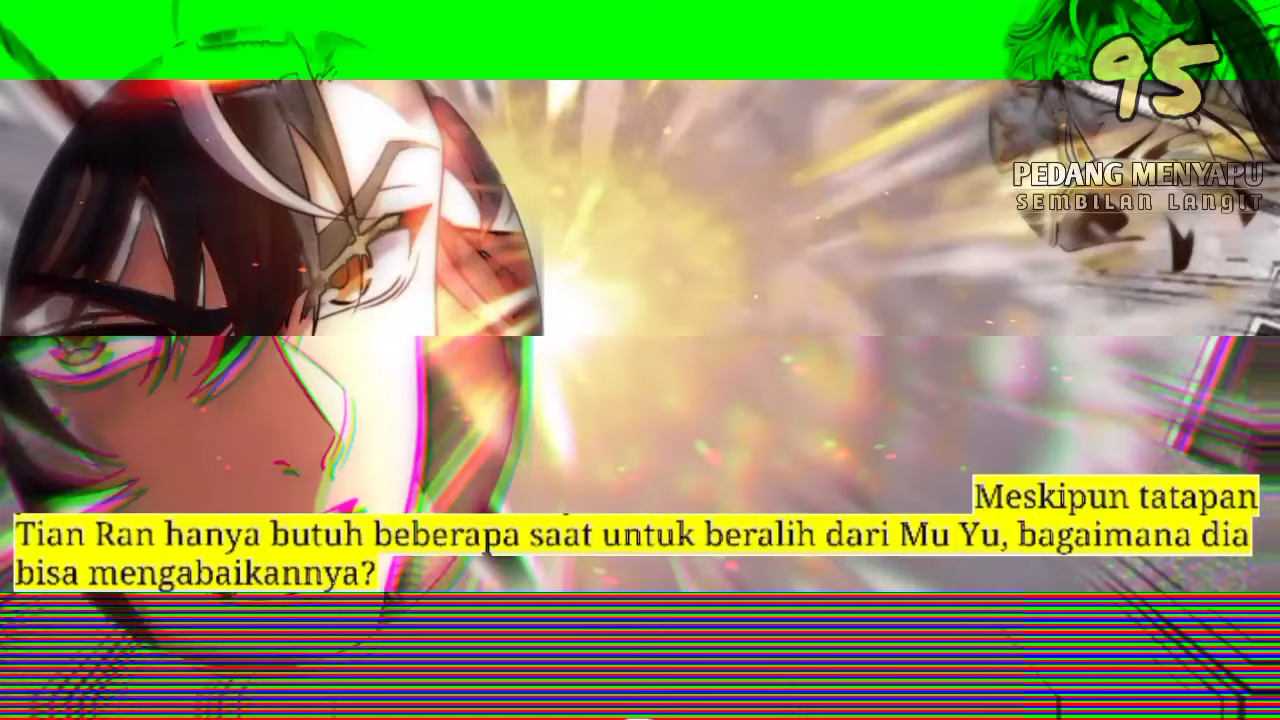 95
PEDANG MENYAPU
SEMBILAN LANGIT
Meskipun tatapan
Tian Ran hanya butuh beberapa saat untuk beralih dari Mu Yu, bagaimana dia
bisa mengabaikannya?